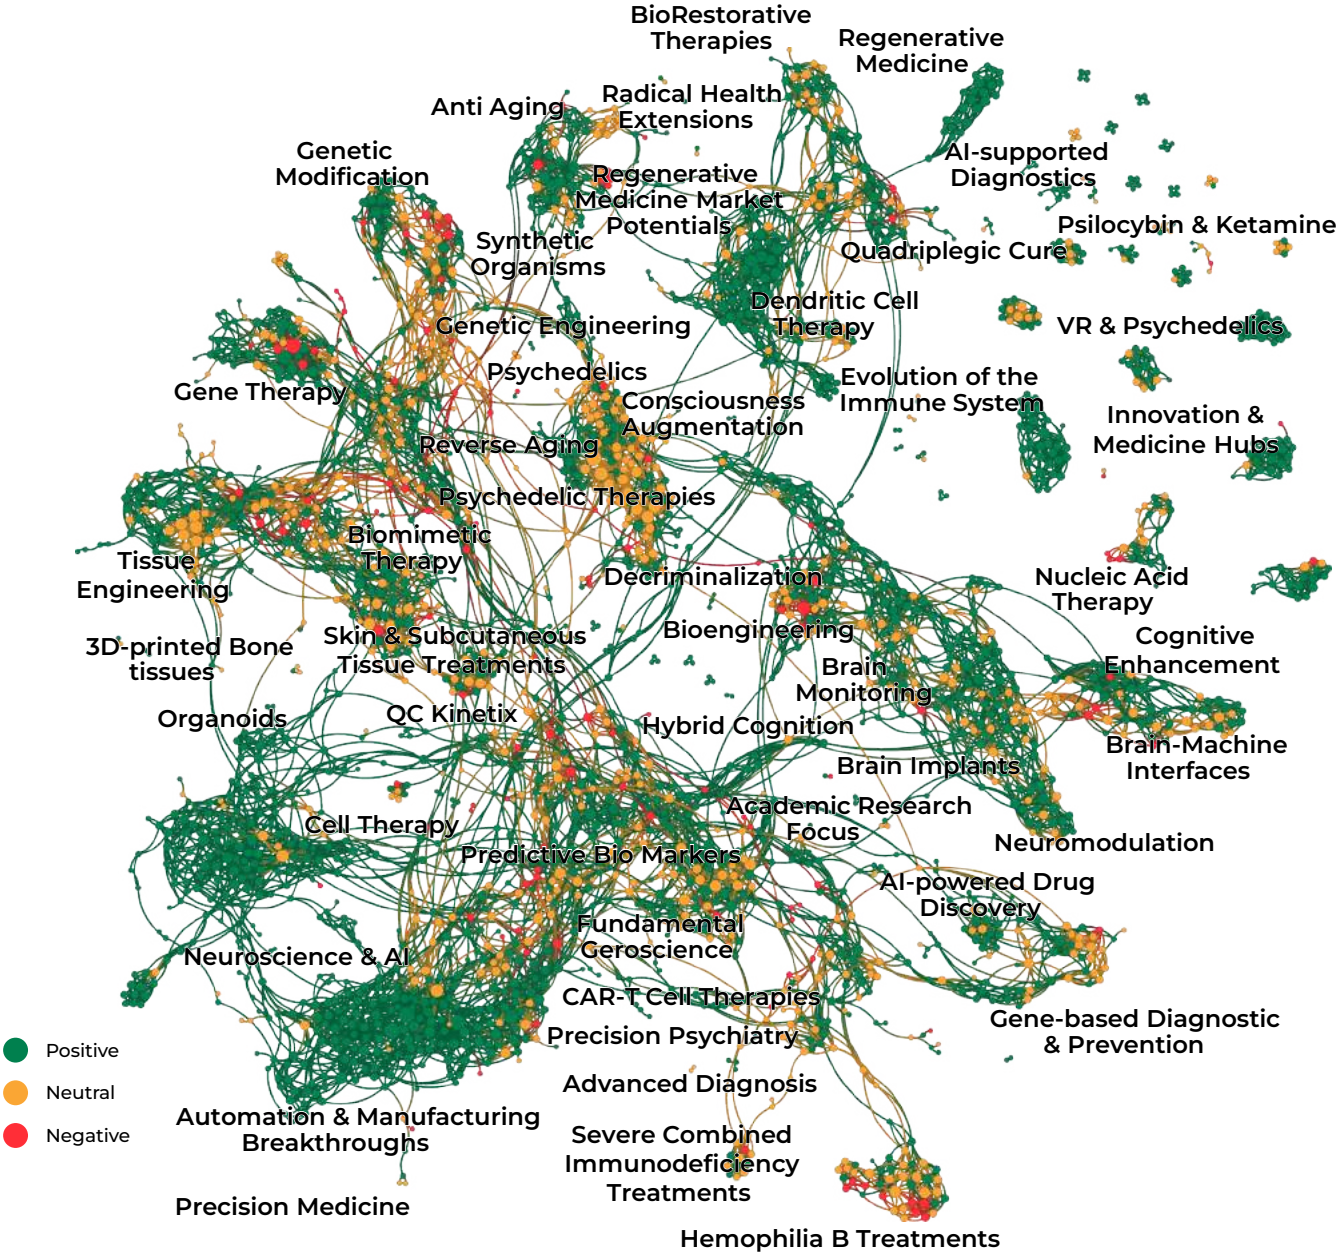 BioRestorative
Therapies
Regenerative
Medicine
Anti Aging
Radical Health
Extensions
Genetic
Modification
AI-supported
Diagnostics
Regenerative
Medicine Market
Potentials
Psilocybin & Ketamine
Synthetic
Organisms
Quadriplegic Cure
Dendritic Cell
Therapy
Genetic Engineering
VR & Psychedelics
Gene Therapy
Psychedelics
Evolution of the
Immune System
Consciousness
Augmentation
Innovation &
Medicine Hubs
Reverse Aging
Psychedelic Therapies
Biomimetic
Therapy
Tissue
Engineering
Decriminalization
Nucleic Acid
Therapy
Bioengineering
3D-printed Bone
tissues
Skin & Subcutaneous
Tissue Treatments
Cognitive
Enhancement
Brain
Monitoring
Organoids
QC Kinetix
Hybrid Cognition
Brain-Machine
Interfaces
Brain Implants
Cell Therapy
Academic Research
Focus
Neuromodulation
Predictive Bio Markers
AI-powered Drug
Discovery
Fundamental
Geroscience
Neuroscience & AI
CAR-T Cell Therapies
Gene-based Diagnostic
& Prevention
Precision Psychiatry
Positive
Neutral
Negative
Advanced Diagnosis
Automation & Manufacturing
Breakthroughs
Severe Combined
Immunodeficiency
Treatments
Precision Medicine
Hemophilia B Treatments